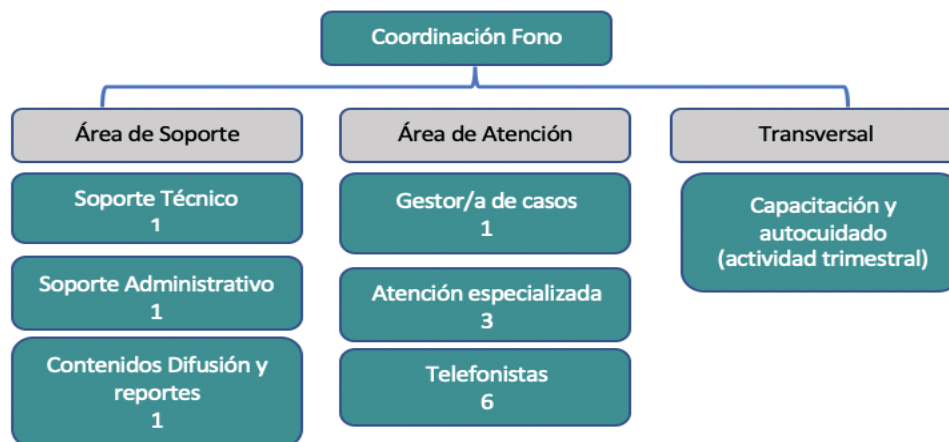 Coordinación Fono
Área de Soporte
Soporte Técnico
1
Soporte Administrativo
1
Contenidos Difusión y
reportes
1
Área de Atención
Gestor/a de casos
1
Atención especializada
3
Telefonistas
6
Transversal
Capacitación y
autocuidado
(actividad trimestral)